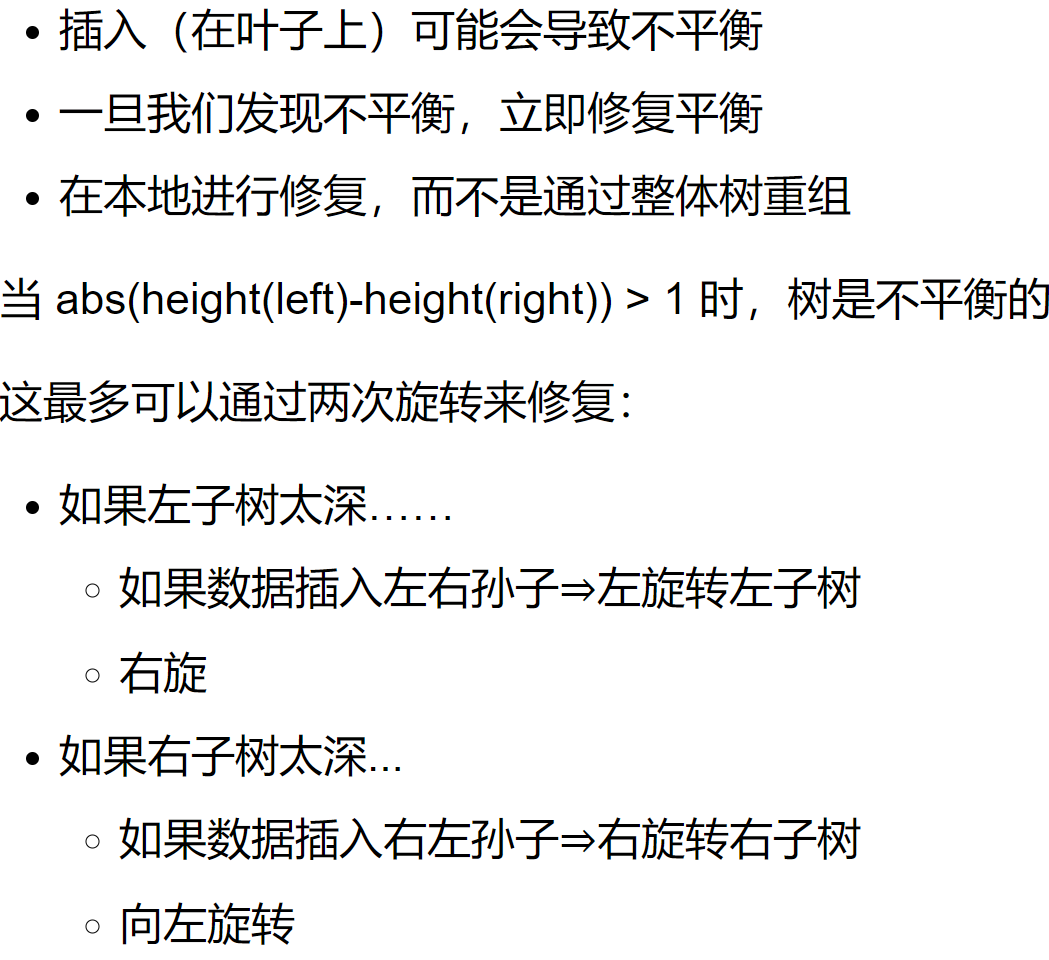 插入（在叶子上）可能会导致不平衡
一旦我们发现不平衡，立即修复平衡
在本地进行修复，而不是通过整体树重组
当 abs(height(left)-height(right)) > 1 时，树是不平衡的
这最多可以通过两次旋转来修复：
如果左子树太深……
如果数据插入左右孙子⇒左旋转左子树
右旋
如果右子树太深...
如果数据插入右左孙子⇒右旋转右子树
向左旋转